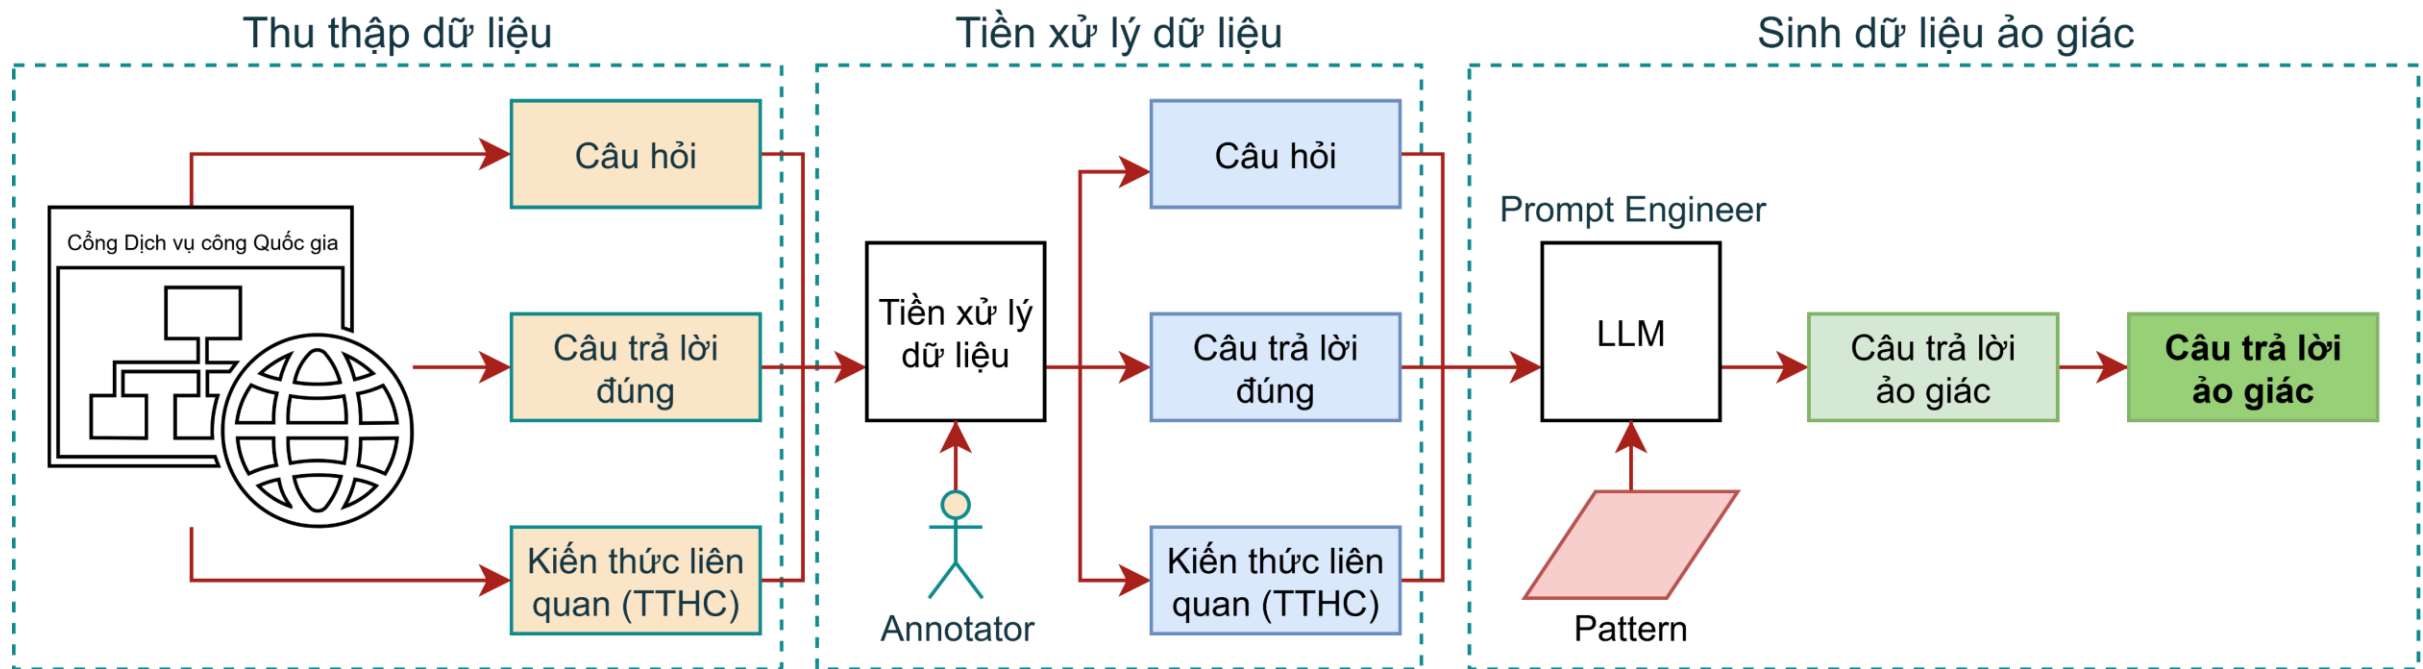 Thu thập dữ liệu
Tiền xử lý dữ liệu
Sinh dữ liệu ảo giác
Cổng Dịch vụ công Quốc gia
Câu hỏi
Câu trả lời
đúng
Kiến thức liên
quan (TTHC)
Tiền xử lý
dữ liệu
Annotator
Câu hỏi
Câu trả lời
đúng
Kiến thức liên
quan (TTHC)
Prompt Engineer
LLM
Pattern
Câu trả lời
ảo giác
Câu trả lời
ảo giác